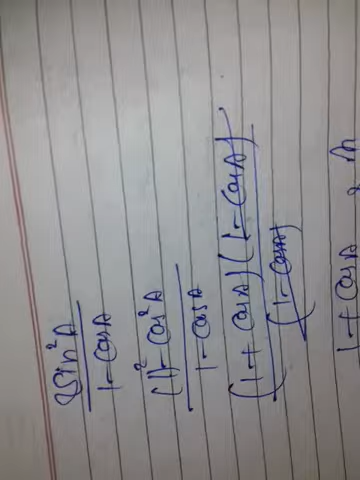 Sin²A
1 - CosA
(1)² - Cos²A
1 - CosA
(1 + CosA) (1 - CosA)
(1 - CosA)
1 + CosA